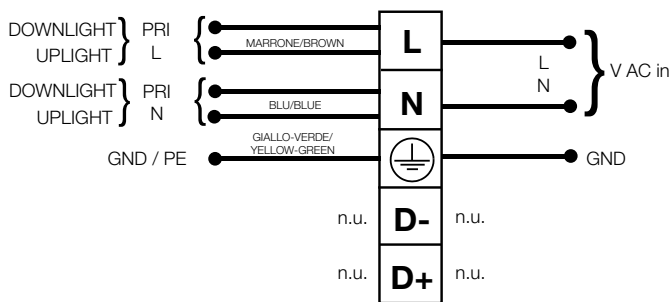 DOWNLIGHT } PRI {
UPLIGHT } L {
MARRONE/BROWN
L
L
N
} V AC in
DOWNLIGHT } PRI {
UPLIGHT } N {
BLU/BLUE
N
GIALLO-VERDE/
YELLOW-GREEN
GND / PE
GND
n.u. D- n.u.
n.u. D+ n.u.